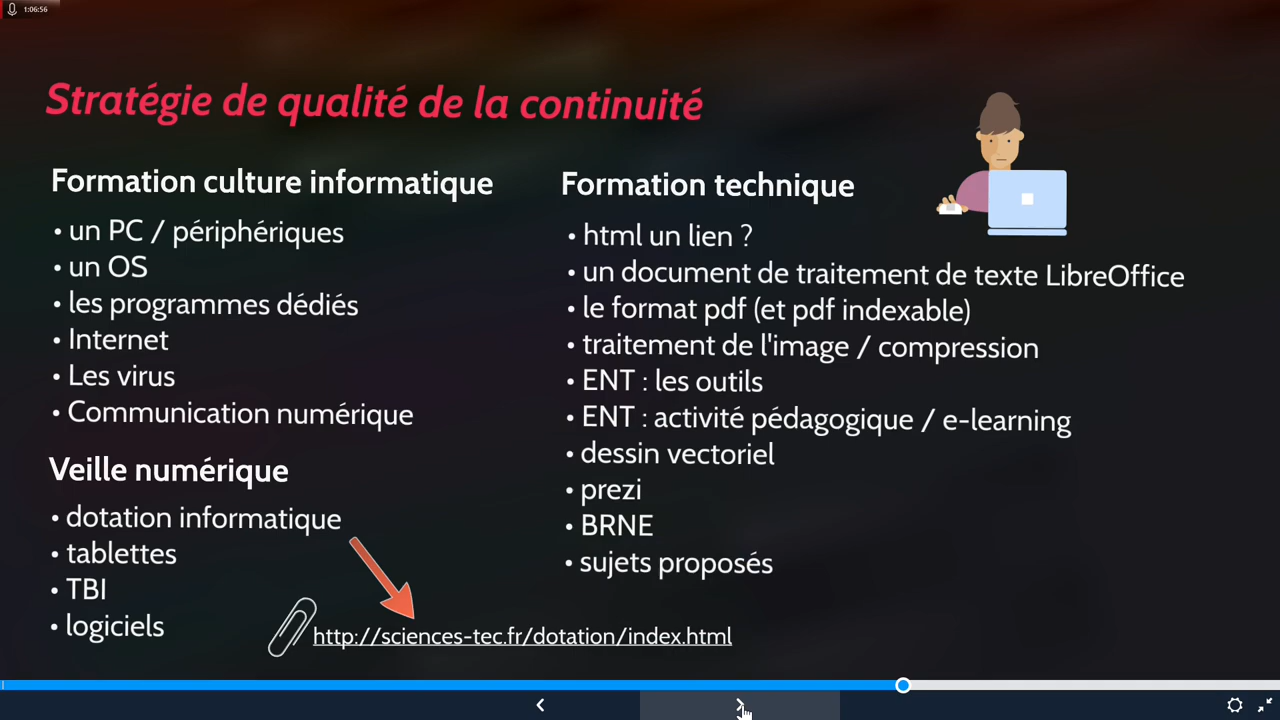 1:06:56
Stratégie de qualité de la continuité
Formation culture informatique
• un PC / périphériques
• un OS
• les programmes dédiés
• Internet
• Les virus
• Communication numérique
Veille numérique
• dotation informatique
• tablettes
• TBI
• logiciels
http://sciences-tec.fr/dotation/index.html
Formation technique
• html un lien ?
• un document de traitement de texte LibreOffice
• le format pdf (et pdf indexable)
• traitement de l'image / compression
• ENT : les outils
• ENT : activité pédagogique / e-learning
• dessin vectoriel
• prezi
• BRNE
• sujets proposés